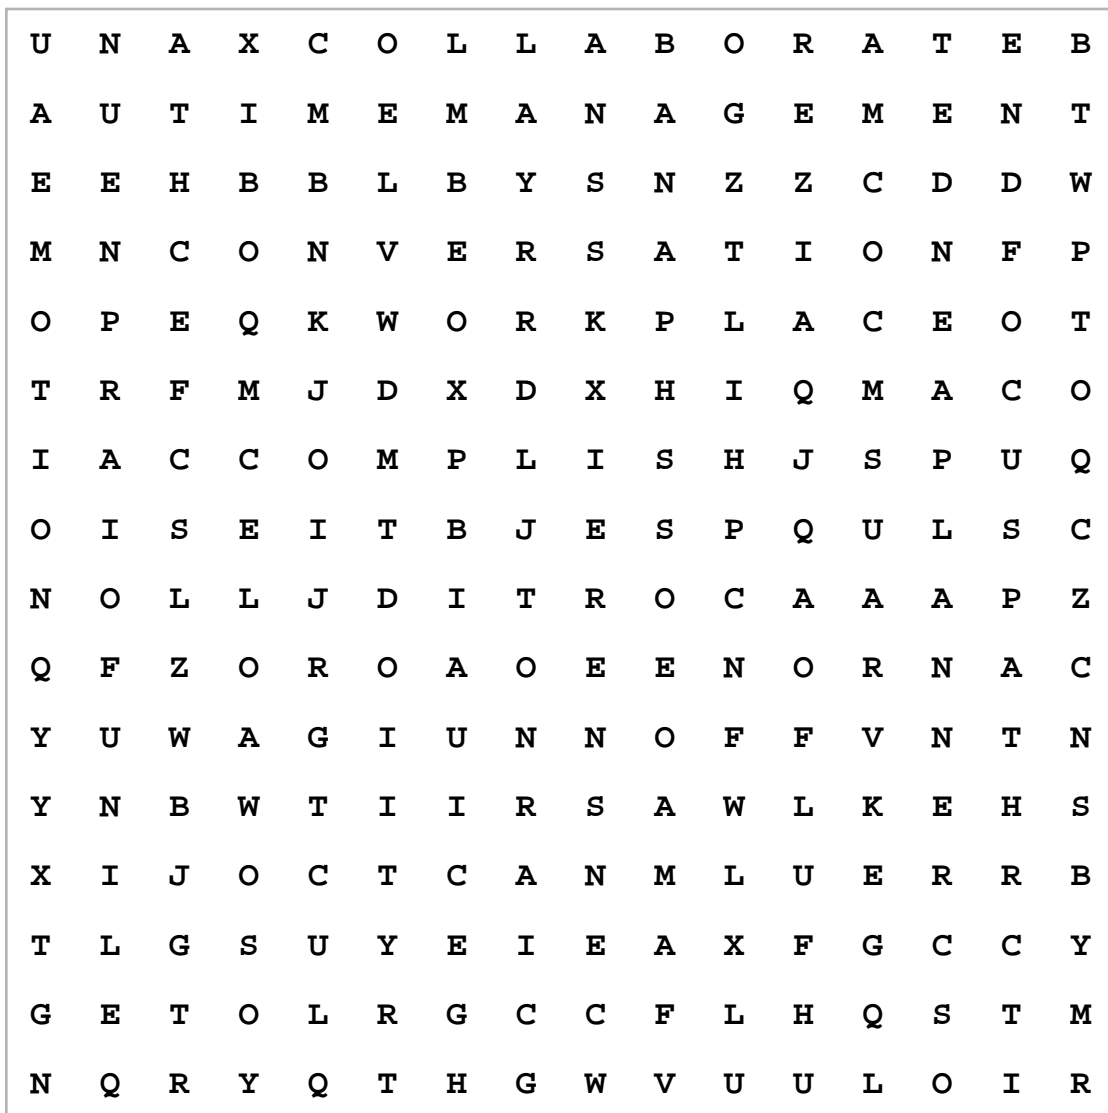 U N A X C O L L A B O R A T E B
A U T I M E M A N A G E M E N T
E E H B B L B Y S N Z Z C D D W
M N C O N V E R S A T I O N F P
O P E Q K W O R K P L A C E O T
T R F M J D X D X H I Q M A C O
I A C C O M P L I S H J S P U Q
O I S E I T B J E S P Q U L S C
N O L L J D I T R O C A A A P Z
Q F Z O R O A O E E N O R N A C
Y U W A G I U N N O F F V N T N
Y N B W T I I R S A W L K E H S
X I J O C T C A N M L U E R R B
T L G S U Y E I E A X F G C C Y
G E T O L R G C C F L H Q S T M
N Q R Y Q T H G W V U U L O I R